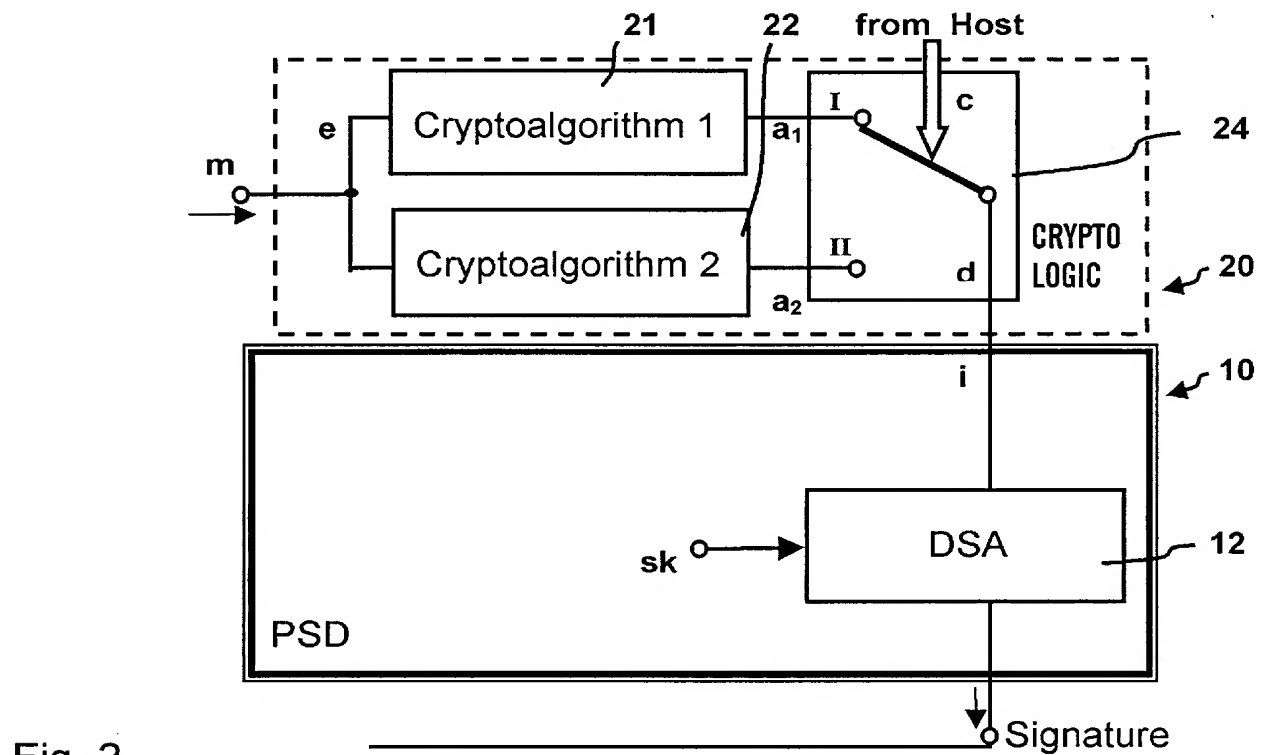 21
22
from Host
Cryptoalgorithm 1
e
a₁
I
c
24
m
Cryptoalgorithm 2
a₂
II
d
CRYPTO
LOGIC
20
i
10
sk
DSA
12
PSD
Signature